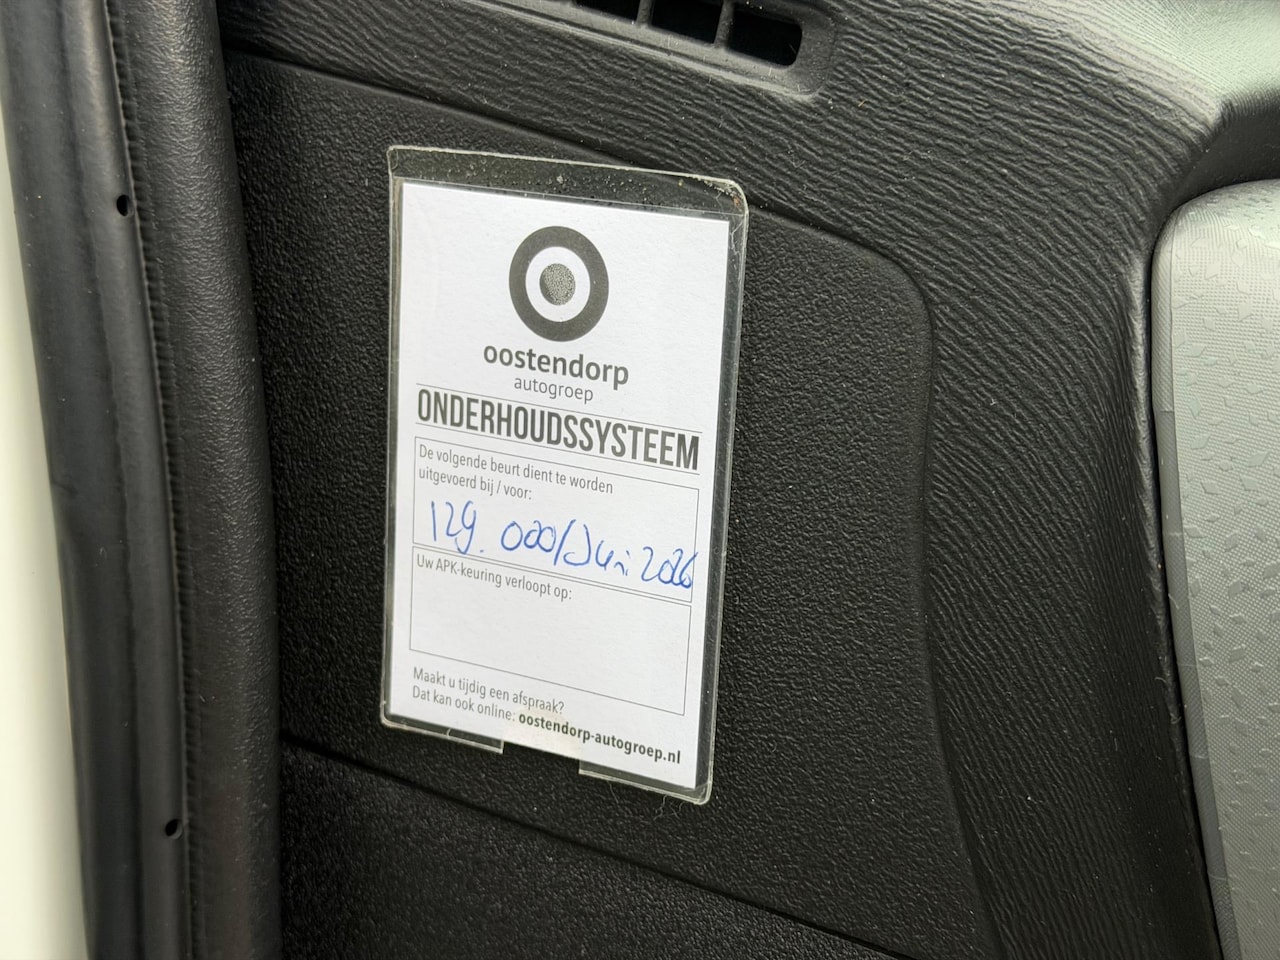 oostendorp
autogroep
ONDERHOUDSSYSTEEM
De volgende beurt dient te worden
uitgevoerd bij / voor:
129.000/Juni 2026
Uw APK-keuring verloopt op:
Maakt u tijdig een afspraak?
Dat kan ook online: oostendorp-autogroep.nl